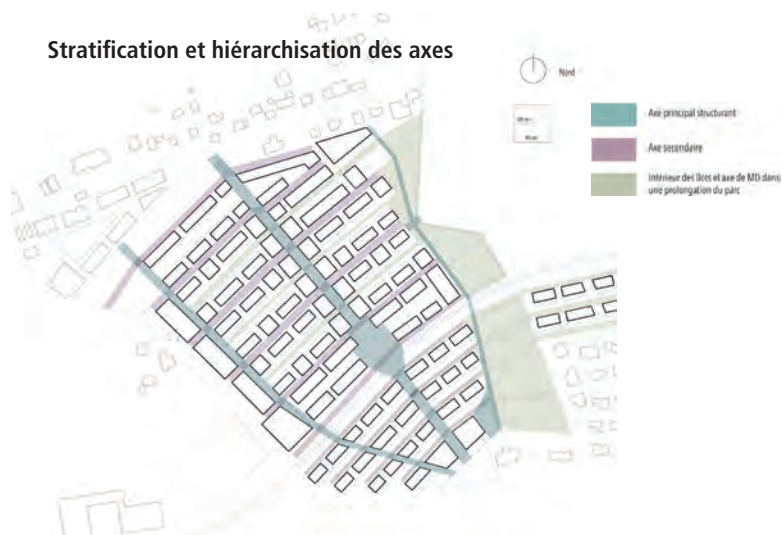 Stratification et hiérarchisation des axes
Nord
Axe principal structurant
Axe secondaire
Intérieur des îlots et axe de MD dans
une prolongation du parc